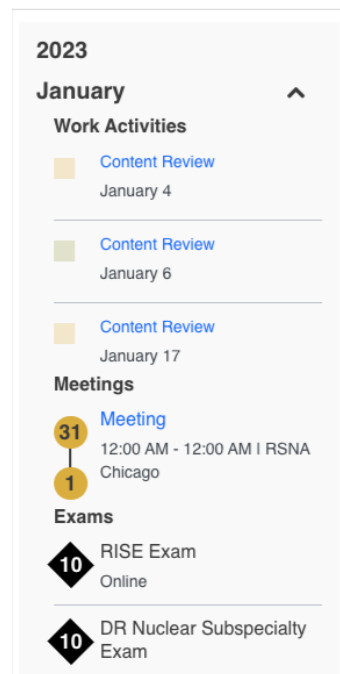 2023
January
Work Activities
Content Review
January 4
Content Review
January 6
Content Review
January 17
Meetings
31
Meeting
12:00 AM - 12:00 AM I RSNA
Chicago
1
Exams
10
RISE Exam
Online
10
DR Nuclear Subspecialty
Exam